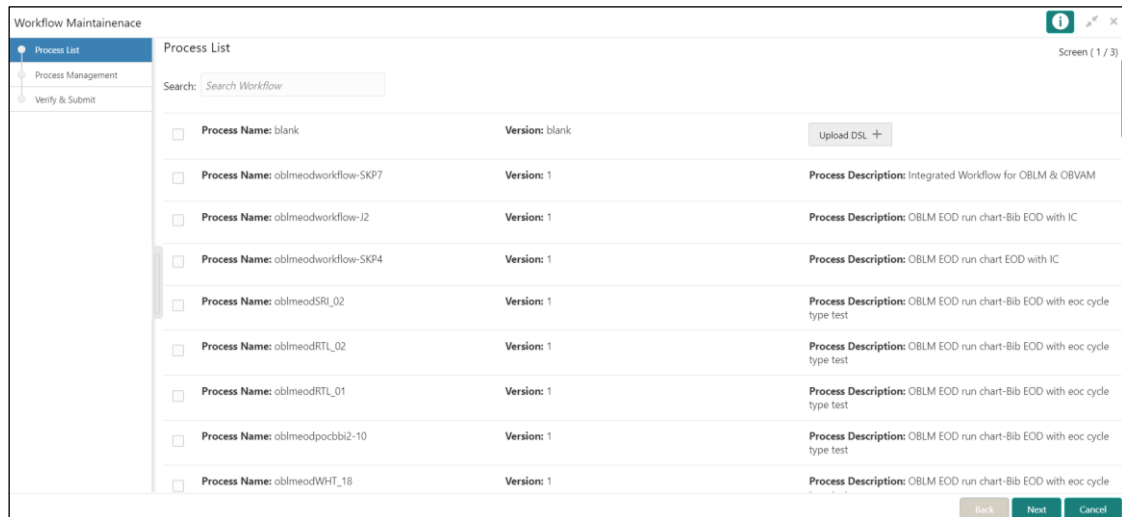 Workflow Maintainenace
Process List
Process Management
Verify & Submit
Process List
Screen ( 1 / 3)
Search: Search Workflow
Process Name: blank Version: blank Upload DSL +
Process Name: oblmeodworkflow-SKP7 Version: 1 Process Description: Integrated Workflow for OBLM & OBVAM
Process Name: oblmeodworkflow-J2 Version: 1 Process Description: OBLM EOD run chart-Bib EOD with IC
Process Name: oblmeodworkflow-SKP4 Version: 1 Process Description: OBLM EOD run chart EOD with IC
Process Name: oblmeodSRI_02 Version: 1 Process Description: OBLM EOD run chart-Bib EOD with eoc cycle
type test
Process Name: oblmeodRTL_02 Version: 1 Process Description: OBLM EOD run chart-Bib EOD with eoc cycle
type test
Process Name: oblmeodRTL_01 Version: 1 Process Description: OBLM EOD run chart-Bib EOD with eoc cycle
type test
Process Name: oblmeodpocbbi2-10 Version: 1 Process Description: OBLM EOD run chart-Bib EOD with eoc cycle
type test
Process Name: oblmeodWHT_18 Version: 1 Process Description: OBLM EOD run chart-Bib EOD with eoc cycle
Back Next Cancel